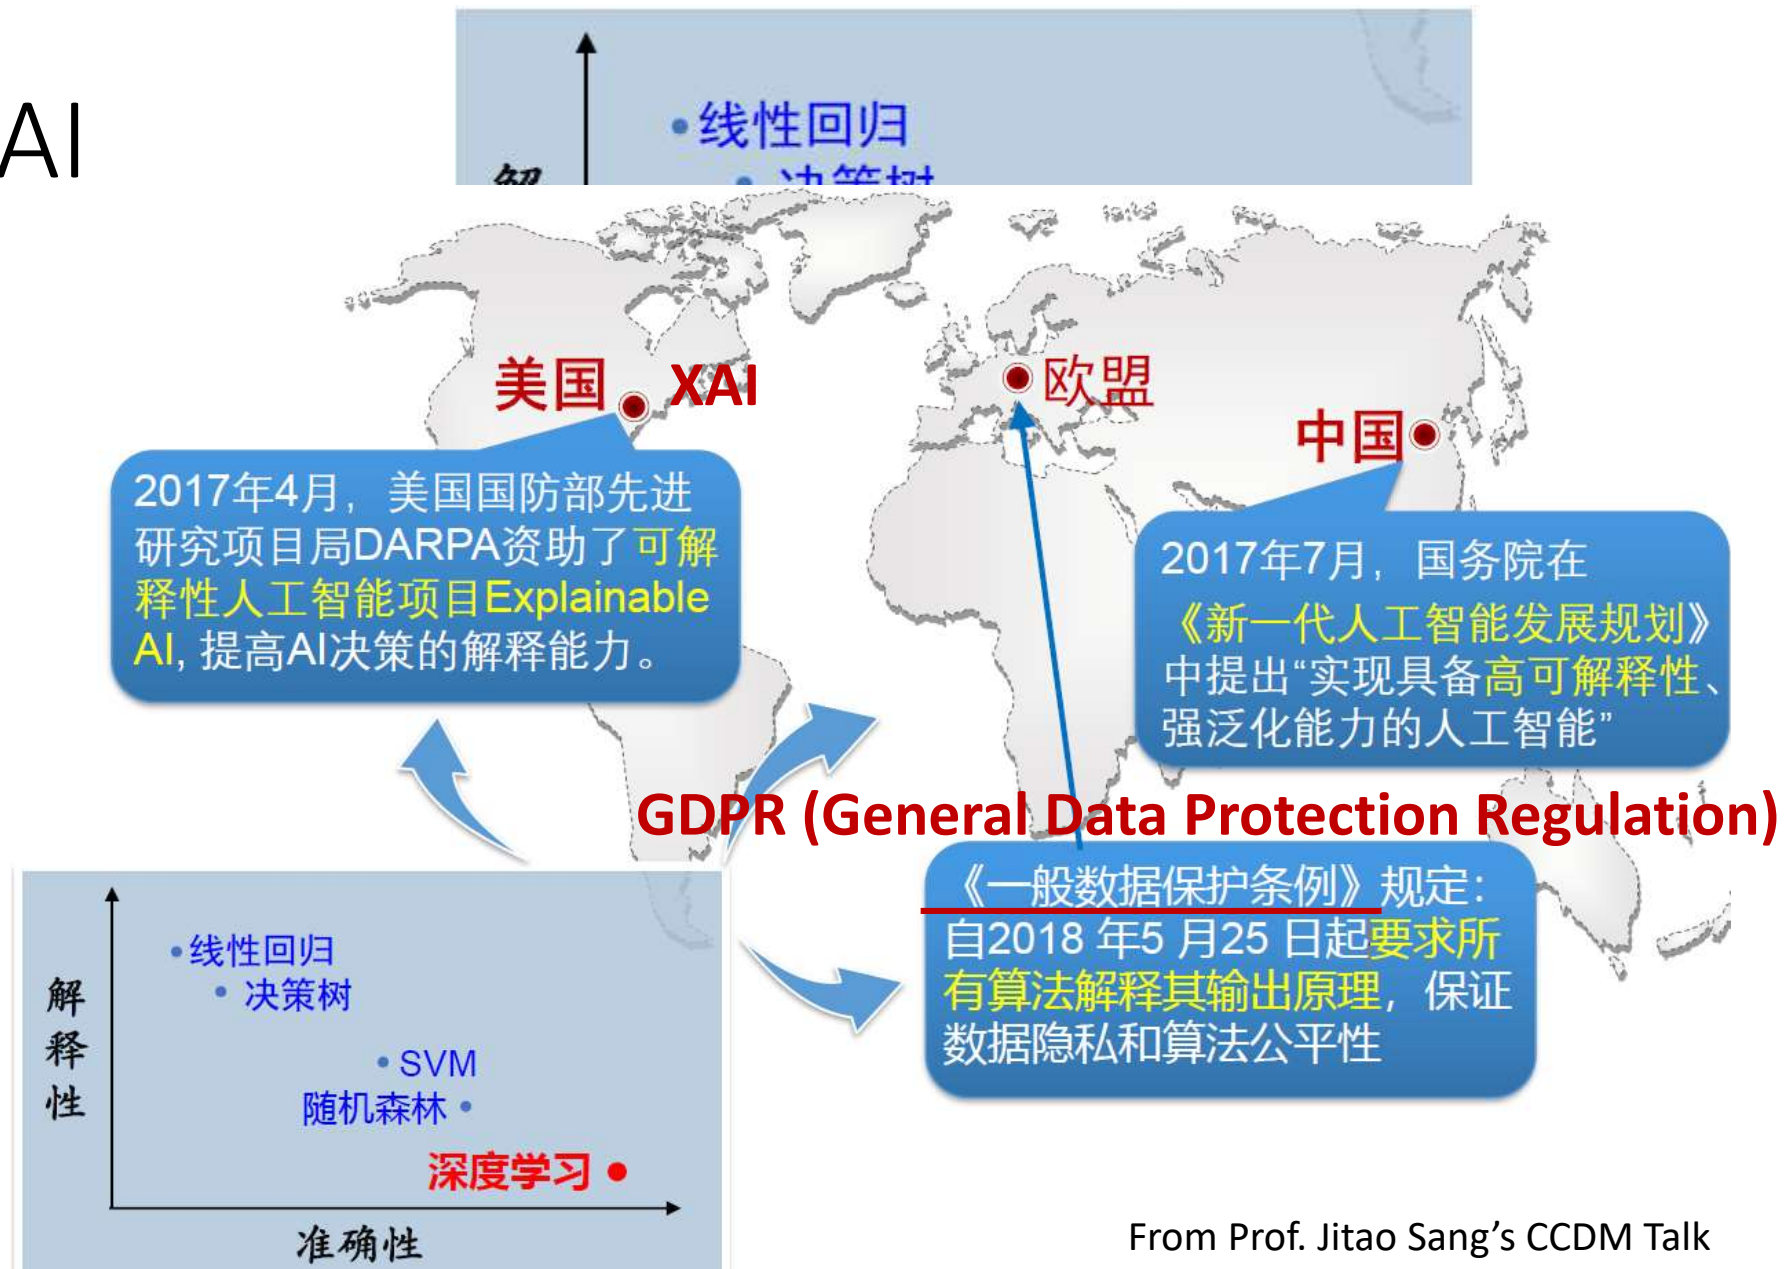 AI
线性回归
决策树
解
美国
XAI
欧盟
中国
2017年4月，美国国防部先进
研究项目局DARPA资助了可解
释性人工智能项目Explainable
AI, 提高AI决策的解释能力。
2017年7月，国务院在
《新一代人工智能发展规划》
中提出“实现具备高可解释性、
强泛化能力的人工智能”
GDPR (General Data Protection Regulation)
《一般数据保护条例》规定：
自2018 年5 月25 日起要求所
有算法解释其输出原理，保证
数据隐私和算法公平性
线性回归
决策树
SVM
随机森林
深度学习
解
释
性
准确性
From Prof. Jitao Sang’s CCDM Talk